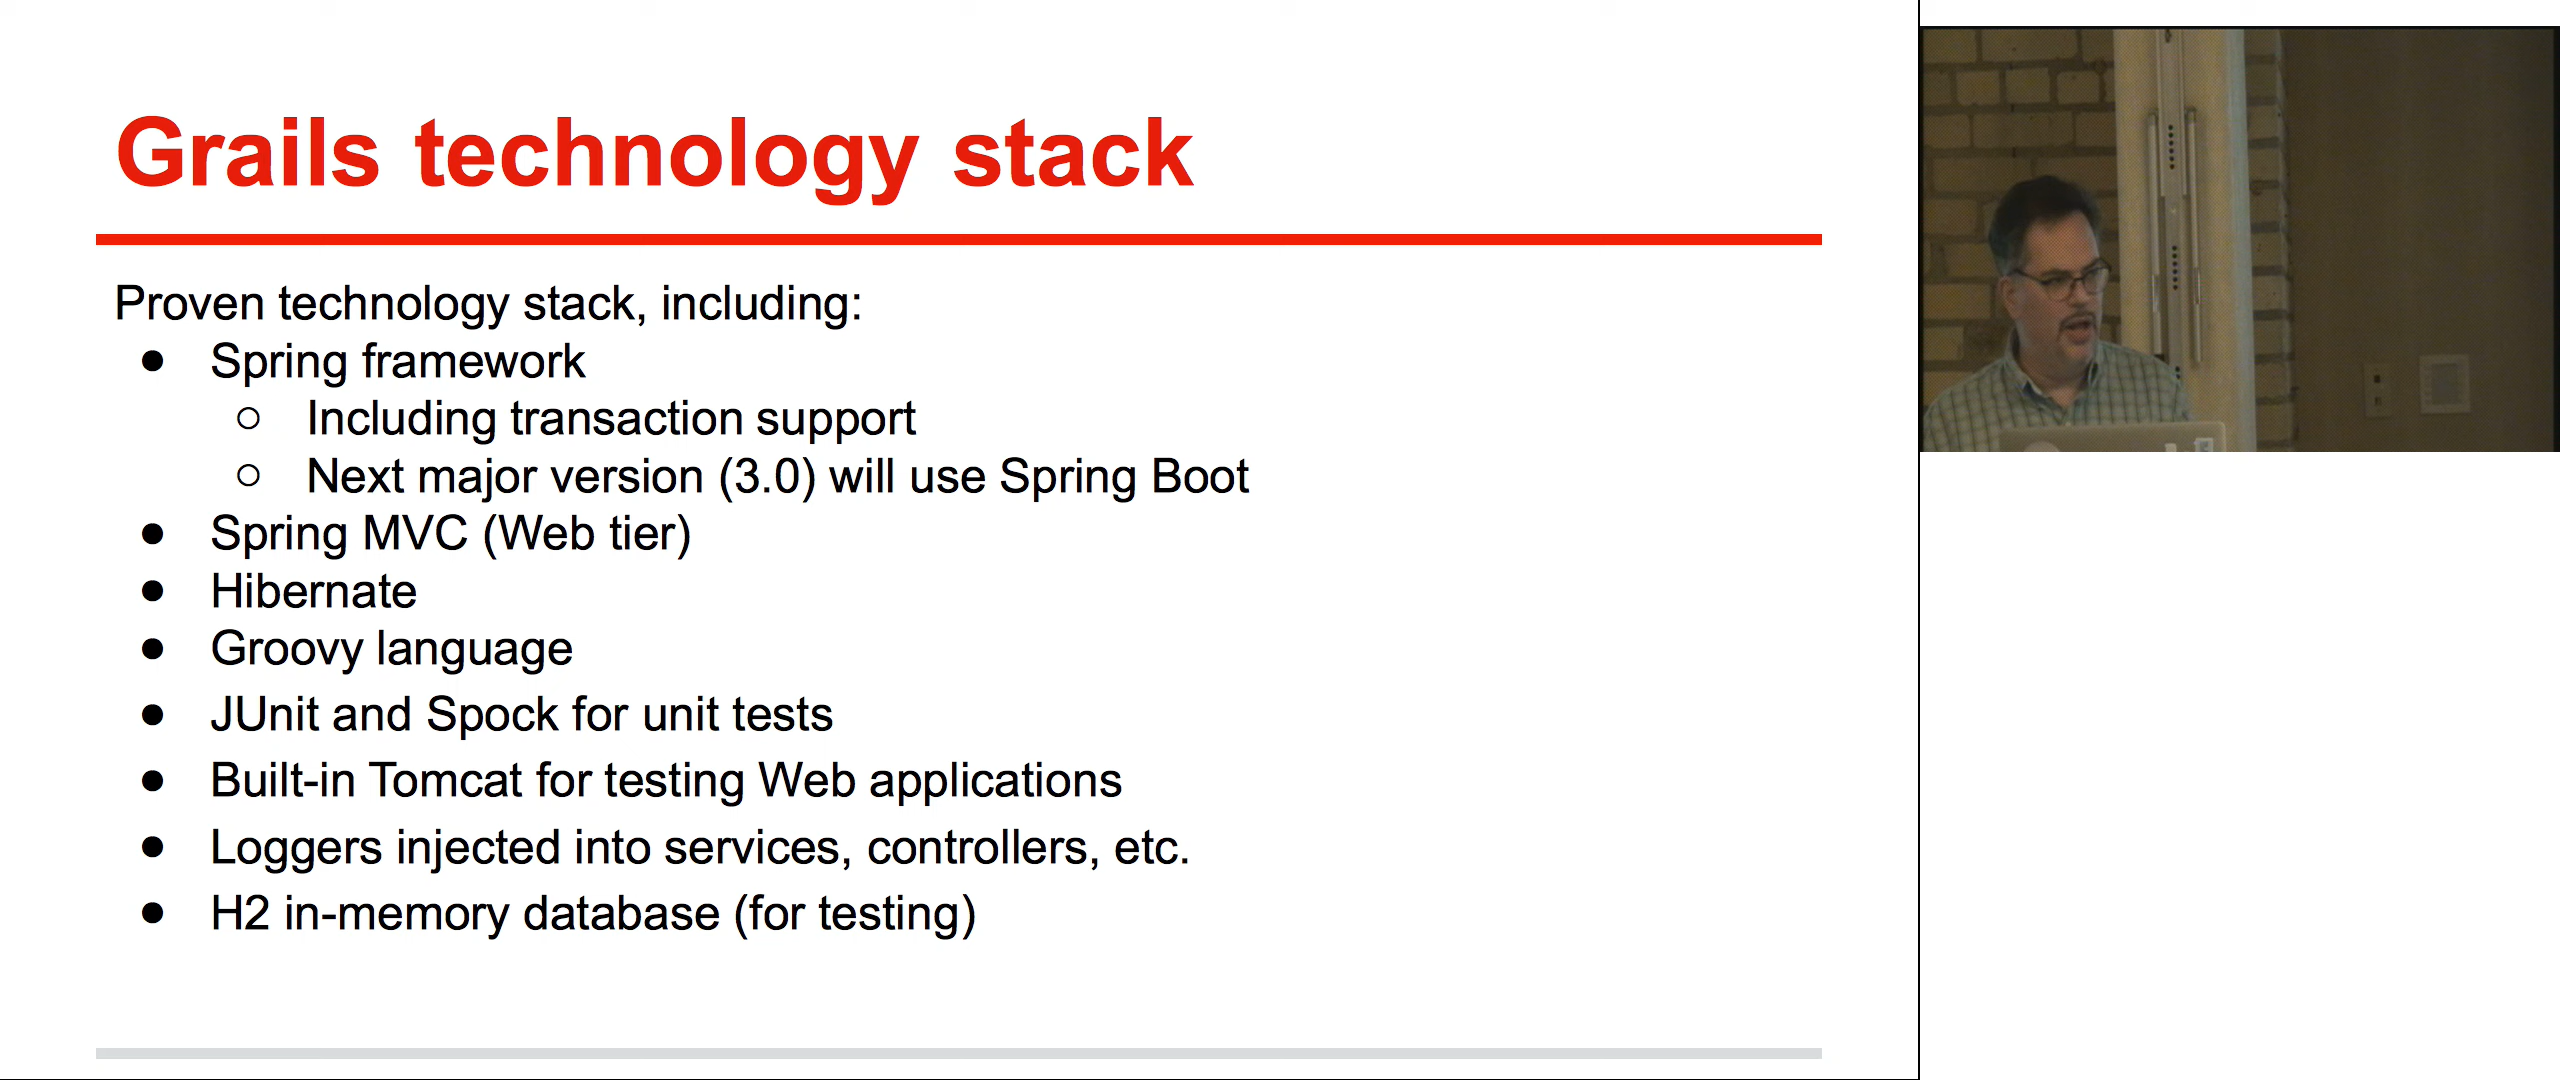 Grails technology stack
Proven technology stack, including:
● Spring framework
○ Including transaction support
○ Next major version (3.0) will use Spring Boot
● Spring MVC (Web tier)
● Hibernate
● Groovy language
● JUnit and Spock for unit tests
● Built-in Tomcat for testing Web applications
● Loggers injected into services, controllers, etc.
● H2 in-memory database (for testing)